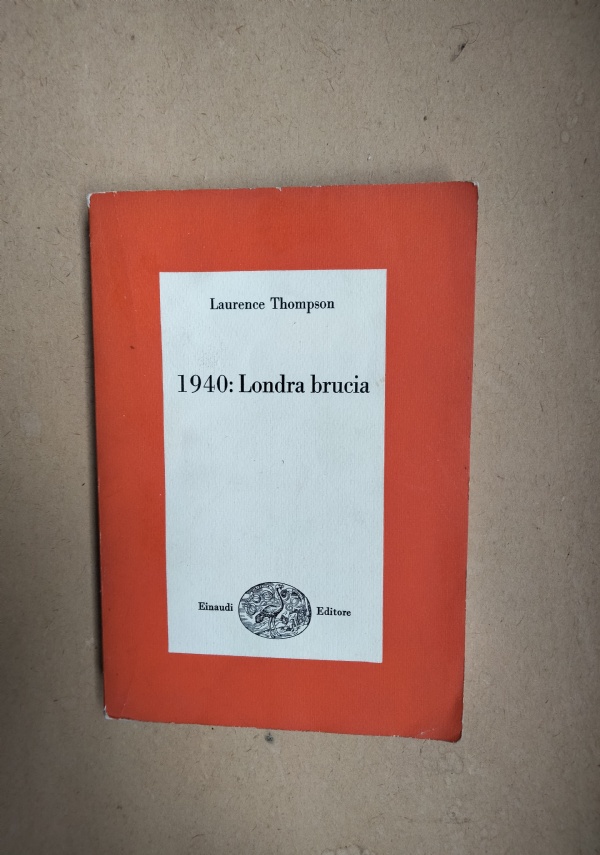 Laurence Thompson
1940: Londra brucia
Einaudi Editore